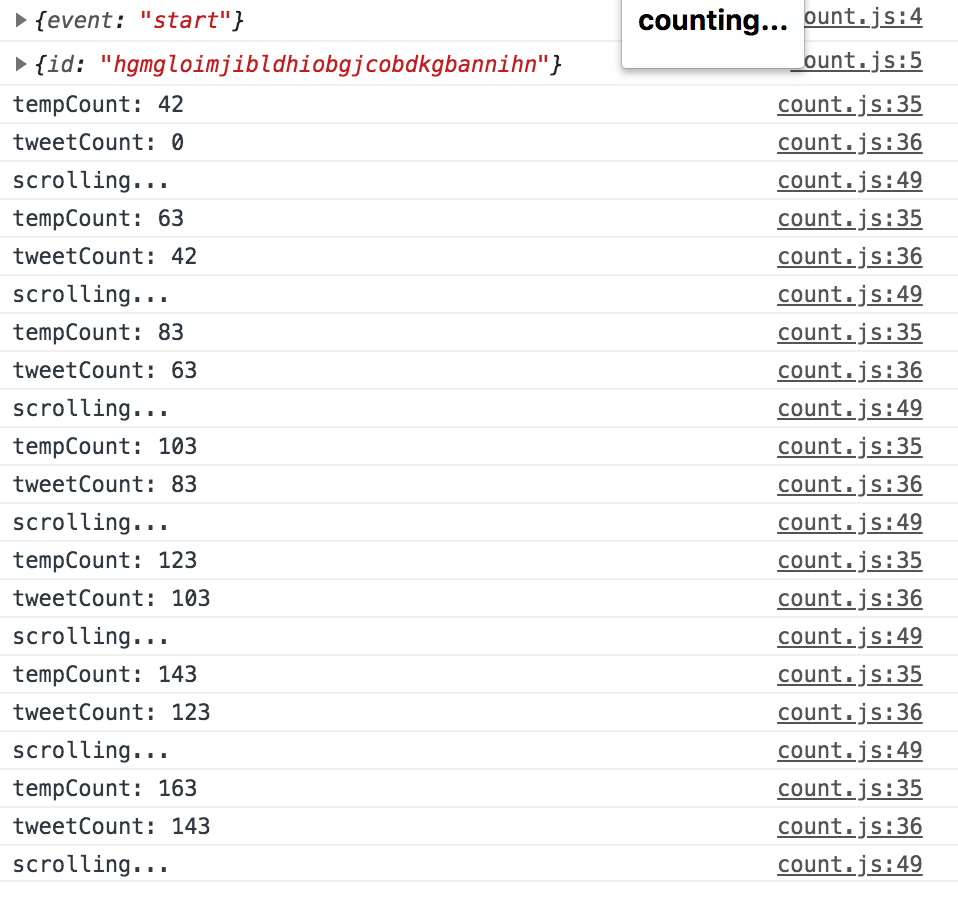 {event: "start"} ount.js:4
counting...
{id: "hgmgloimjibldhiobgjcobdkgbannihn"} ount.js:5
tempCount: 42 count.js:35
tweetCount: 0 count.js:36
scrolling... count.js:49
tempCount: 63 count.js:35
tweetCount: 42 count.js:36
scrolling... count.js:49
tempCount: 83 count.js:35
tweetCount: 63 count.js:36
scrolling... count.js:49
tempCount: 103 count.js:35
tweetCount: 83 count.js:36
scrolling... count.js:49
tempCount: 123 count.js:35
tweetCount: 103 count.js:36
scrolling... count.js:49
tempCount: 143 count.js:35
tweetCount: 123 count.js:36
scrolling... count.js:49
tempCount: 163 count.js:35
tweetCount: 143 count.js:36
scrolling... count.js:49